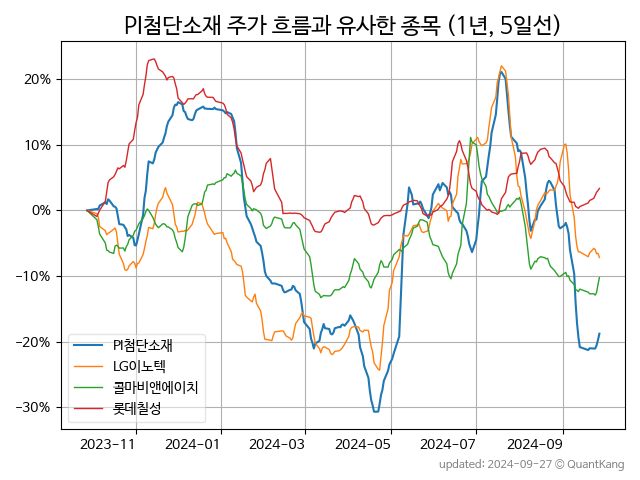 PI첨단소재 주가 흐름과 유사한 종목 (1년, 5일선)
20%
10%
0%
−10%
−20%
−30%
PI첨단소재
LG이노텍
콜마비앤에이치
롯데칠성
2023-11
2024-01
2024-03
2024-05
2024-07
2024-09
updated: 2024-09-27 © QuantKang